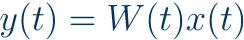 y(t) = W(t)x(t)